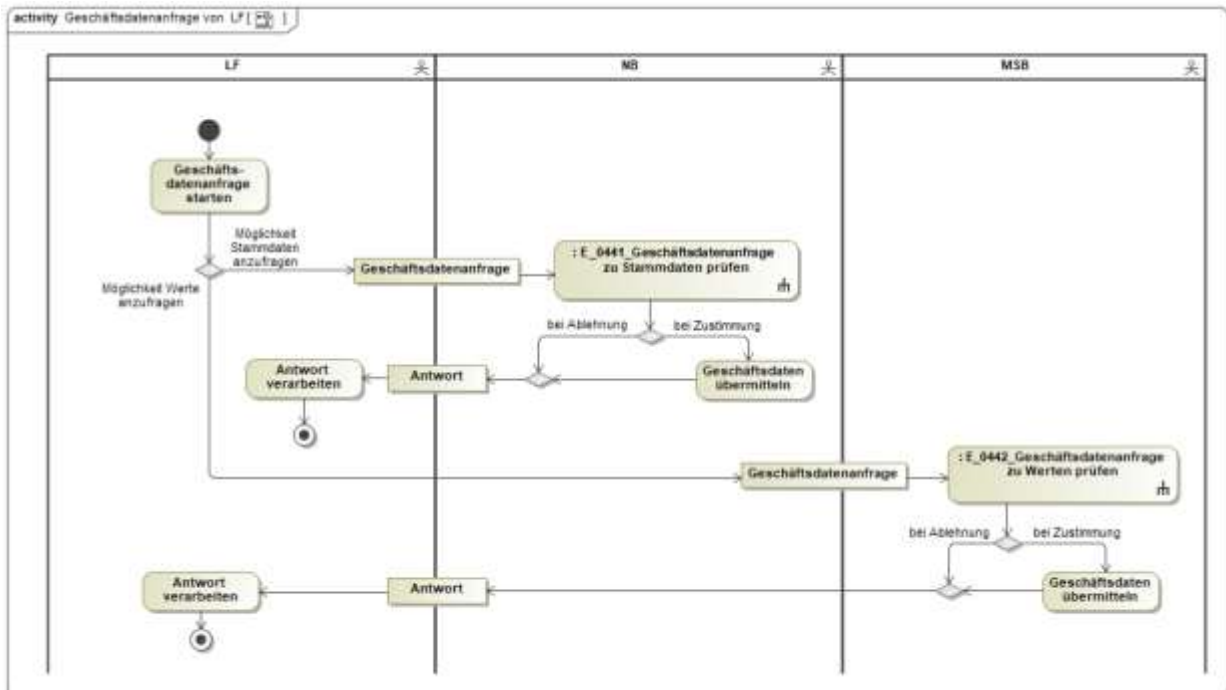 activity Geschäftsdatenanfrage von LF [ ]
LF
NB
MSB
Geschäfts-
datenanfrage
starten
Möglichkeit
Stammdaten
anzufragen
Möglichkeit Werte
anzufragen
Geschäftsdatenanfrage
: E_0441_Geschäftsdatenanfrage
zu Stammdaten prüfen
bei Ablehnung
bei Zustimmung
Antwort
verarbeiten
Antwort
Geschäftsdaten
übermitteln
Geschäftsdatenanfrage
: E_0442_Geschäftsdatenanfrage
zu Werten prüfen
bei Ablehnung
bei Zustimmung
Antwort
verarbeiten
Antwort
Geschäftsdaten
übermitteln